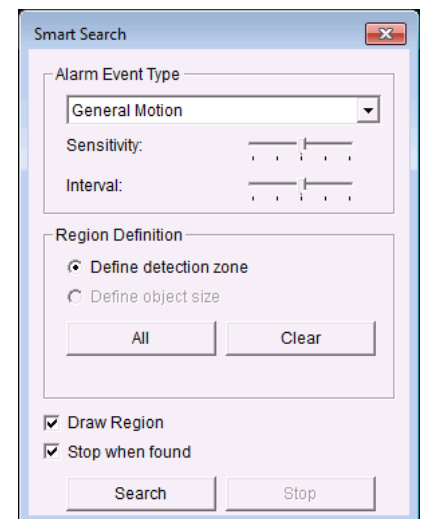 Smart Search
Alarm Event Type
General Motion
Sensitivity:
Interval:
Region Definition
Define detection zone
Define object size
All Clear
Draw Region
Stop when found
Search Stop